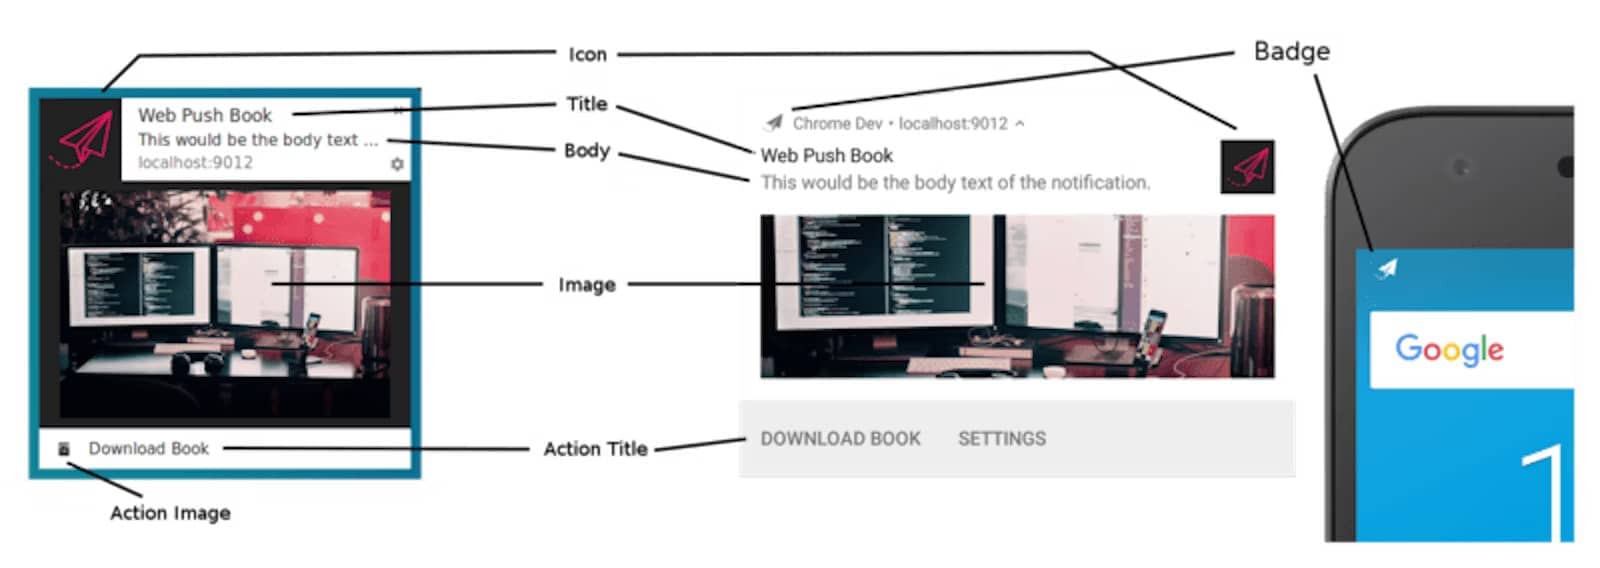 Icon
Badge
Title
Body
Web Push Book
This would be the body text ...
localhost:9012
Chrome Dev • localhost:9012
Web Push Book
This would be the body text of the notification.
Image
Google
Action Title
Download Book
DOWNLOAD BOOK SETTINGS
Action Image
1